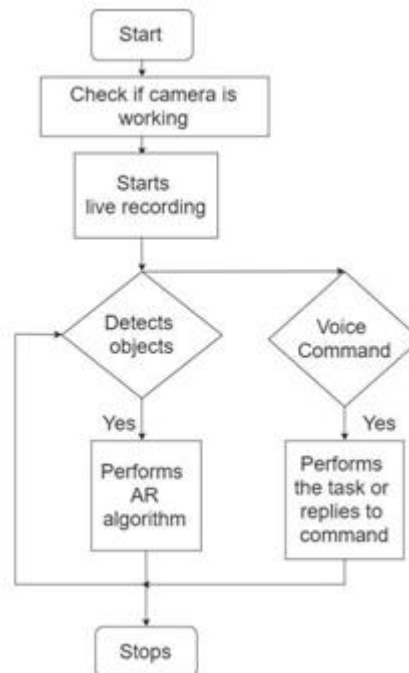 Start
Check if camera is
working
Starts
live recording
Detects
objects
Voice
Command
Yes
Yes
Performs
AR
algorithm
Performs
the task or
replies to
command
Stops